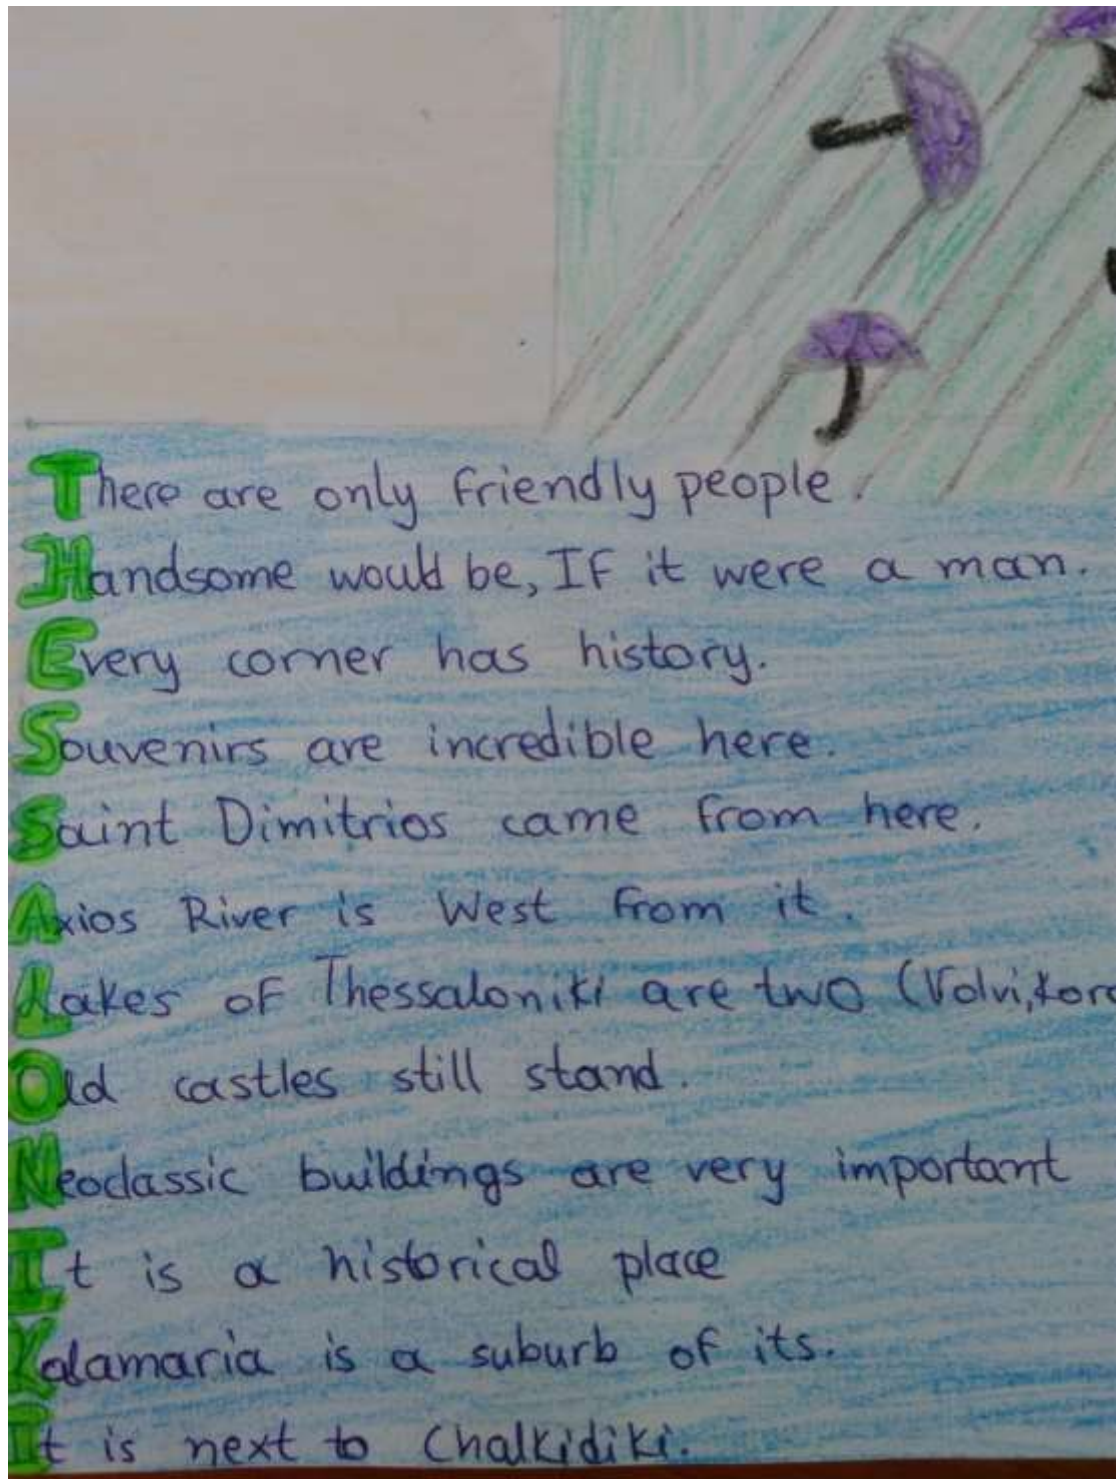 There are only friendly people.
Handsome would be, If it were a man.
Every corner has history.
Souvenirs are incredible here.
Saint Dimitrios came from here.
Axios River is West from it.
Lakes of Thessaloniki are two (Volvi,
Old castles still stand.
Neoclassic buildings are very important
It is a historical place
Kalamaria is a suburb of its.
It is next to Chalkidiki.